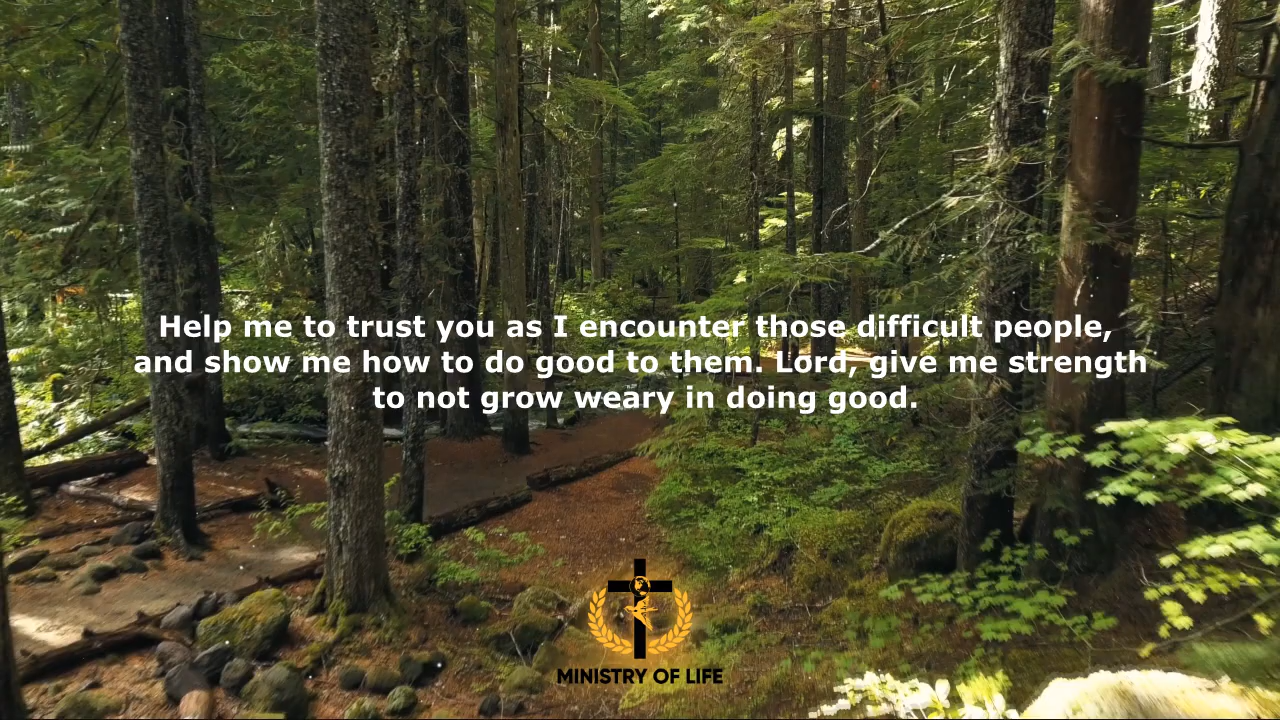 Help me to trust you as I encounter those difficult people,
and show me how to do good to them. Lord, give me strength
to not grow weary in doing good.
MINISTRY OF LIFE